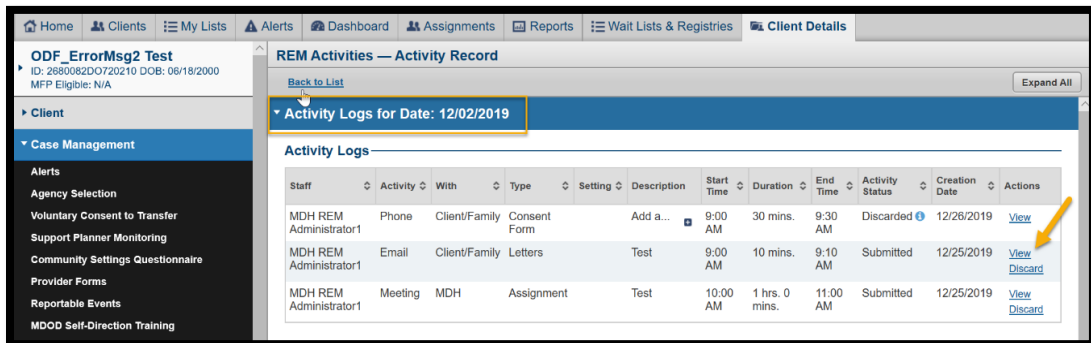 Home Clients My Lists Alerts Dashboard Assignments Reports Wait Lists & Registries Client Details
ODF_ErrorMsg2 Test
ID: 2680082DO720210 DOB: 06/18/2000
MFP Eligible: N/A
Client
Case Management
Alerts
Agency Selection
Voluntary Consent to Transfer
Support Planner Monitoring
Community Settings Questionnaire
Provider Forms
Reportable Events
MDOD Self-Direction Training
REM Activities — Activity Record
Back to List Expand All
Activity Logs for Date: 12/02/2019
Activity Logs
Staff Activity With Type Setting Description Start Time Duration End Time Activity Status Creation Date Actions
MDH REM Phone Client/Family Consent Add a... 9:00 30 mins. 9:30 Discarded 12/26/2019 View
Administrator1 Form AM AM
MDH REM Email Client/Family Letters Test 9:00 10 mins. 9:10 Submitted 12/25/2019 View
Administrator1 AM AM Discard
MDH REM Meeting MDH Assignment Test 10:00 1 hrs. 0 11:00 Submitted 12/25/2019 View
Administrator1 AM mins. AM Discard